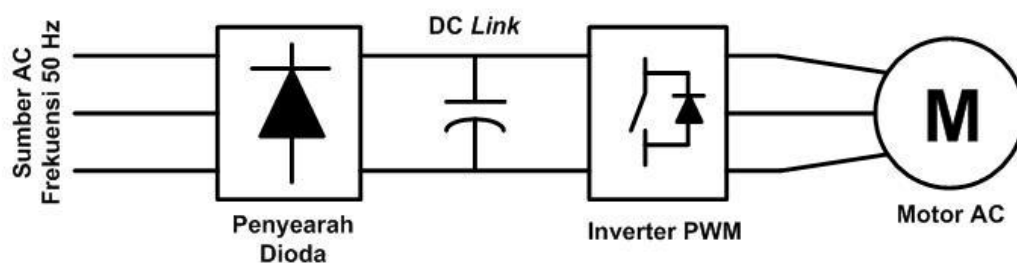 Sumber AC
Frekuensi 50 Hz
DC Link
M
Penyearah
Dioda
Inverter PWM
Motor AC